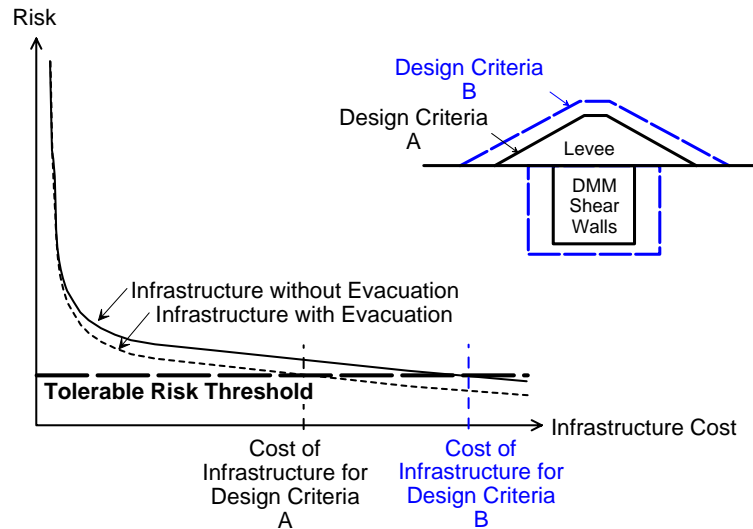 Risk
Design Criteria
B
Design Criteria
A
Levee
DMM
Shear
Walls
Infrastructure without Evacuation
Infrastructure with Evacuation
Tolerable Risk Threshold
Infrastructure Cost
Cost of
Infrastructure for
Design Criteria
A
Cost of
Infrastructure for
Design Criteria
B